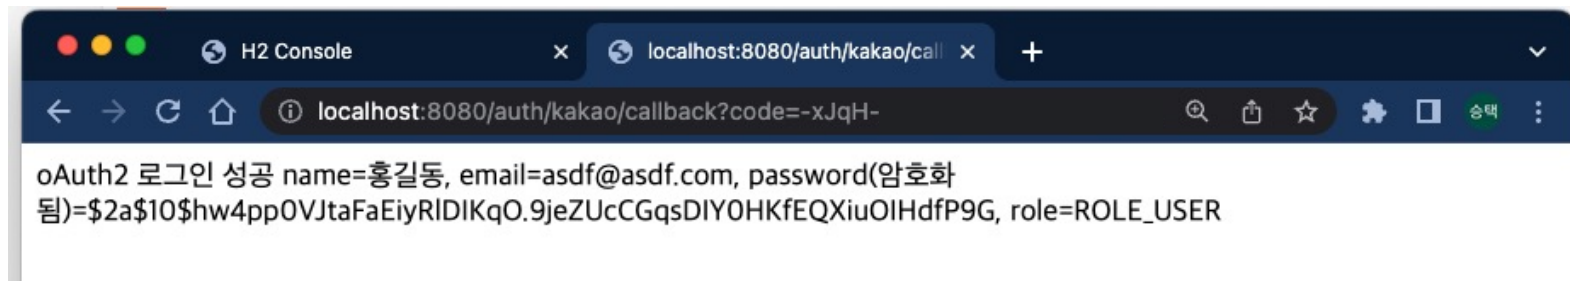 H2 Console
localhost:8080/auth/kakao/call
localhost:8080/auth/kakao/callback?code=-xJqH-
승택
oAuth2 로그인 성공 name=홍길동, email=asdf@asdf.com, password(암호화
됨)=$2a$10$hw4pp0VJtaFaEiyRlDIKqO.9jeZUcCGqsDIY0HKfEQXiuOIHdfP9G, role=ROLE_USER